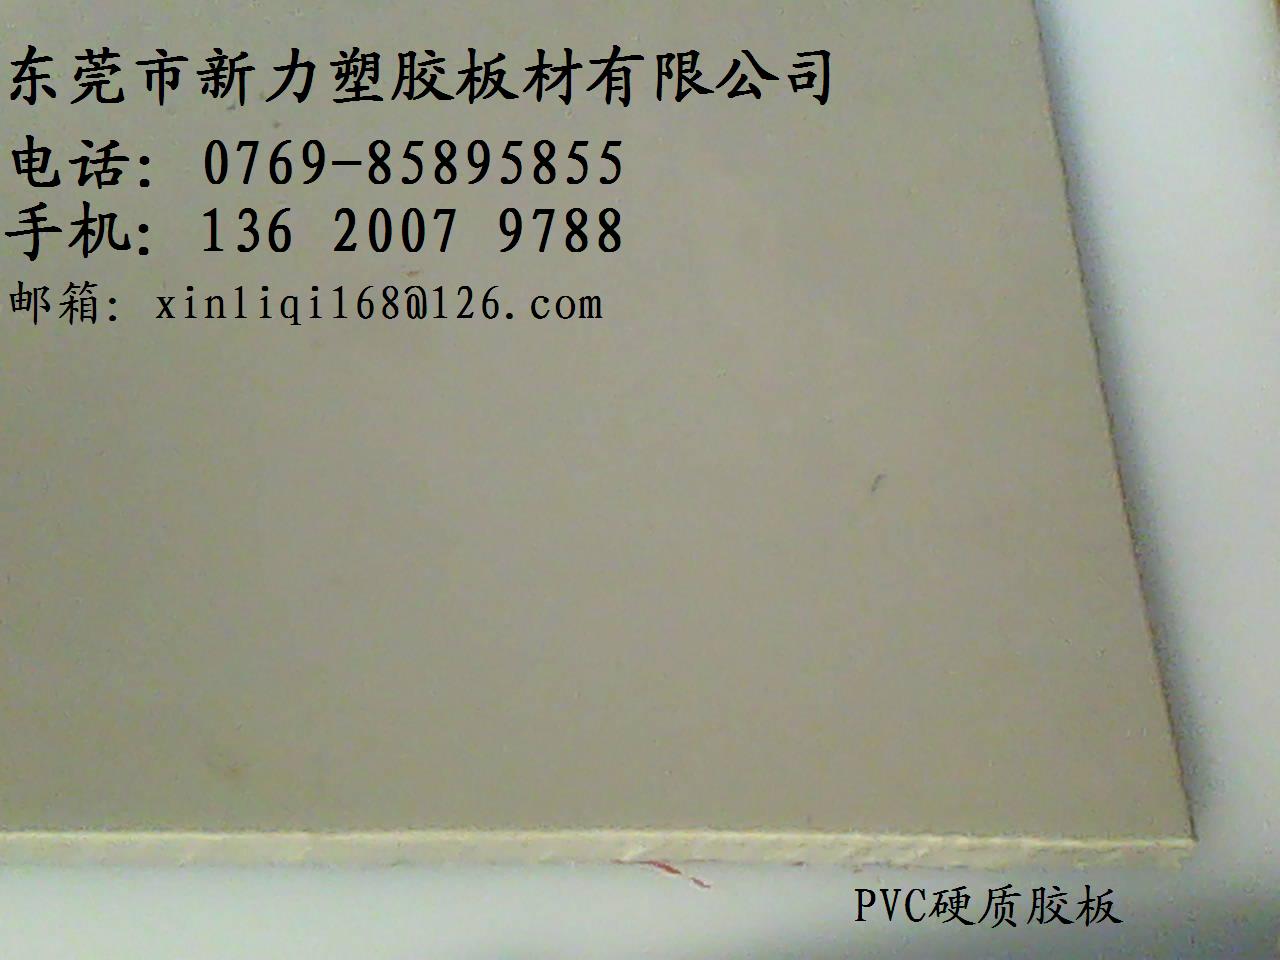 东莞市新力塑胶板材有限公司
电话: 0769-85895855
手机: 136 2007 9788
邮箱: xinliqi168@126.com
PVC硬质胶板